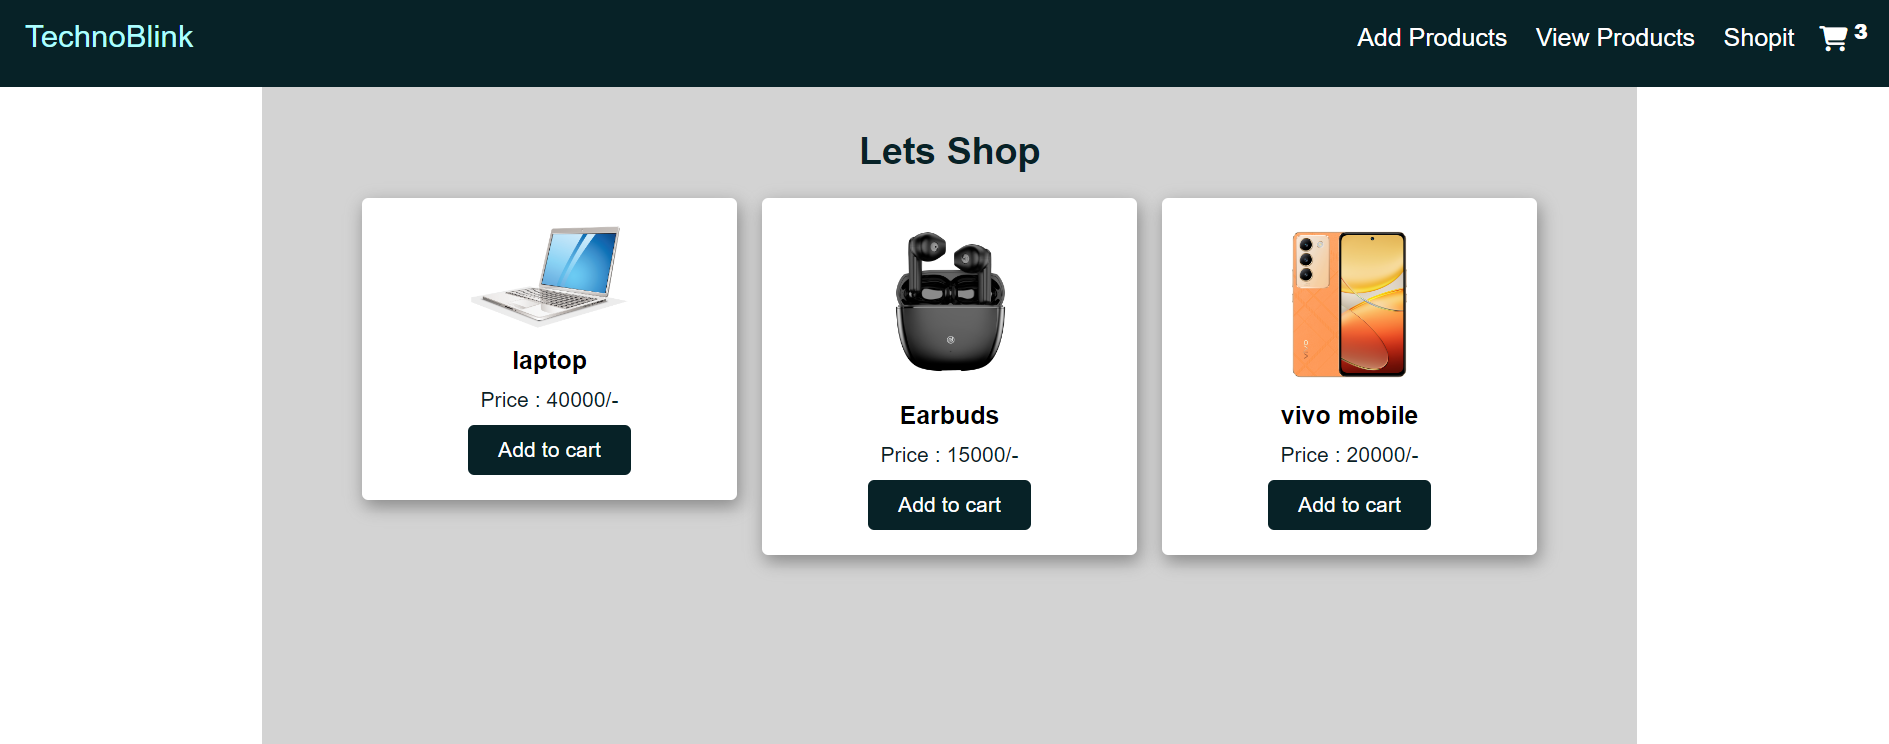 TechnoBlink
Add Products
View Products
Shopit
3
Lets Shop
laptop
Price : 40000/-
Add to cart
Earbuds
Price : 15000/-
Add to cart
vivo
vivo mobile
Price : 20000/-
Add to cart